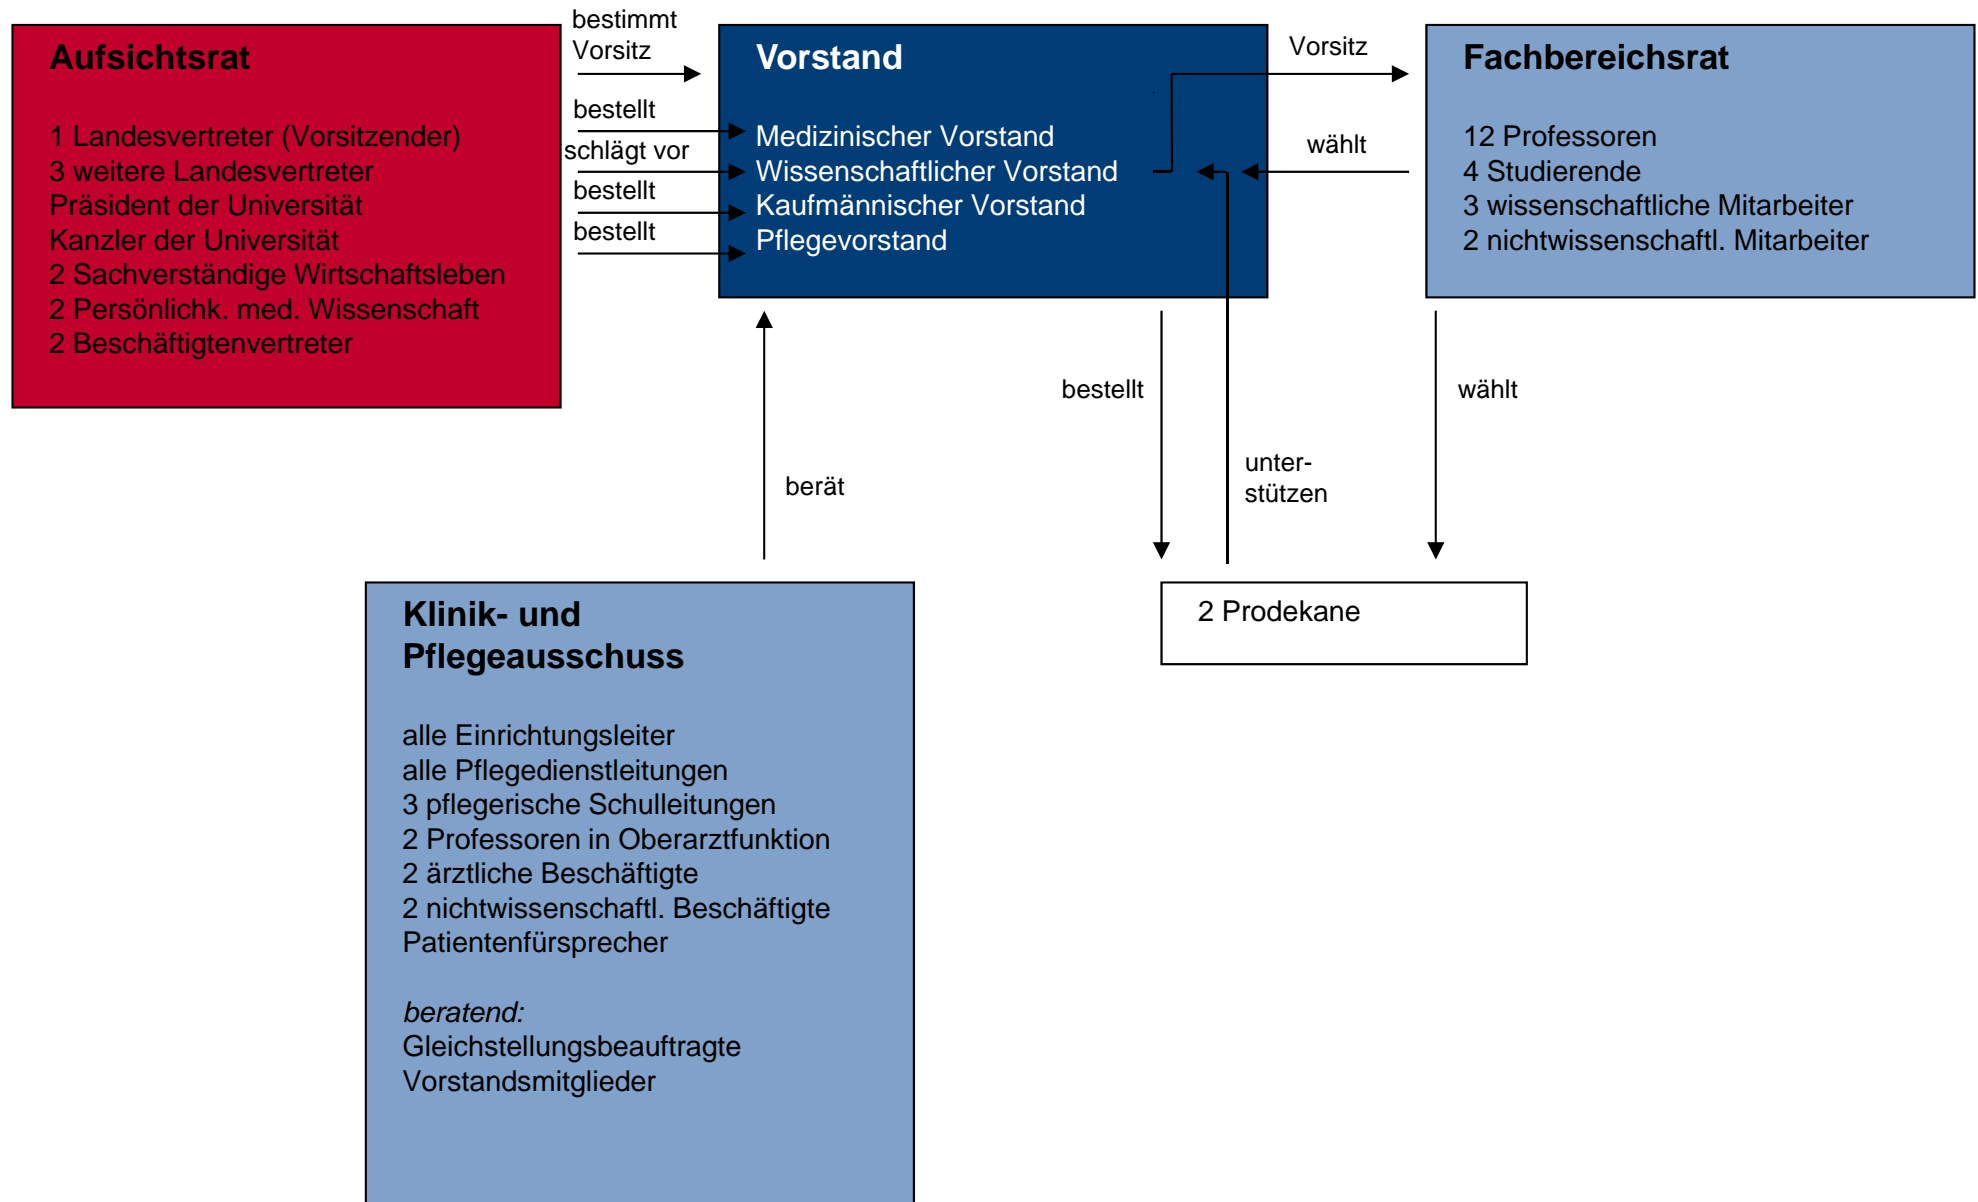 Aufsichtsrat
1 Landesvertreter (Vorsitzender)
3 weitere Landesvertreter
Präsident der Universität
Kanzler der Universität
2 Sachverständige Wirtschaftsleben
2 Persönlichk. med. Wissenschaft
2 Beschäftigtenvertreter
bestimmt
Vorsitz
bestellt
schlägt vor
bestellt
bestellt
Vorstand
Medizinischer Vorstand
Wissenschaftlicher Vorstand
Kaufmännischer Vorstand
Pflegevorstand
Vorsitz
wählt
Fachbereichsrat
12 Professoren
4 Studierende
3 wissenschaftliche Mitarbeiter
2 nichtwissenschaftl. Mitarbeiter
berät
bestellt
unter-
stützen
wählt
Klinik- und
Pflegeausschuss
alle Einrichtungsleiter
alle Pflegedienstleitungen
3 pflegerische Schulleitungen
2 Professoren in Oberarztfunktion
2 ärztliche Beschäftigte
2 nichtwissenschaftl. Beschäftigte
Patientenfürsprecher
beratend:
Gleichstellungsbeauftragte
Vorstandsmitglieder
2 Prodekane